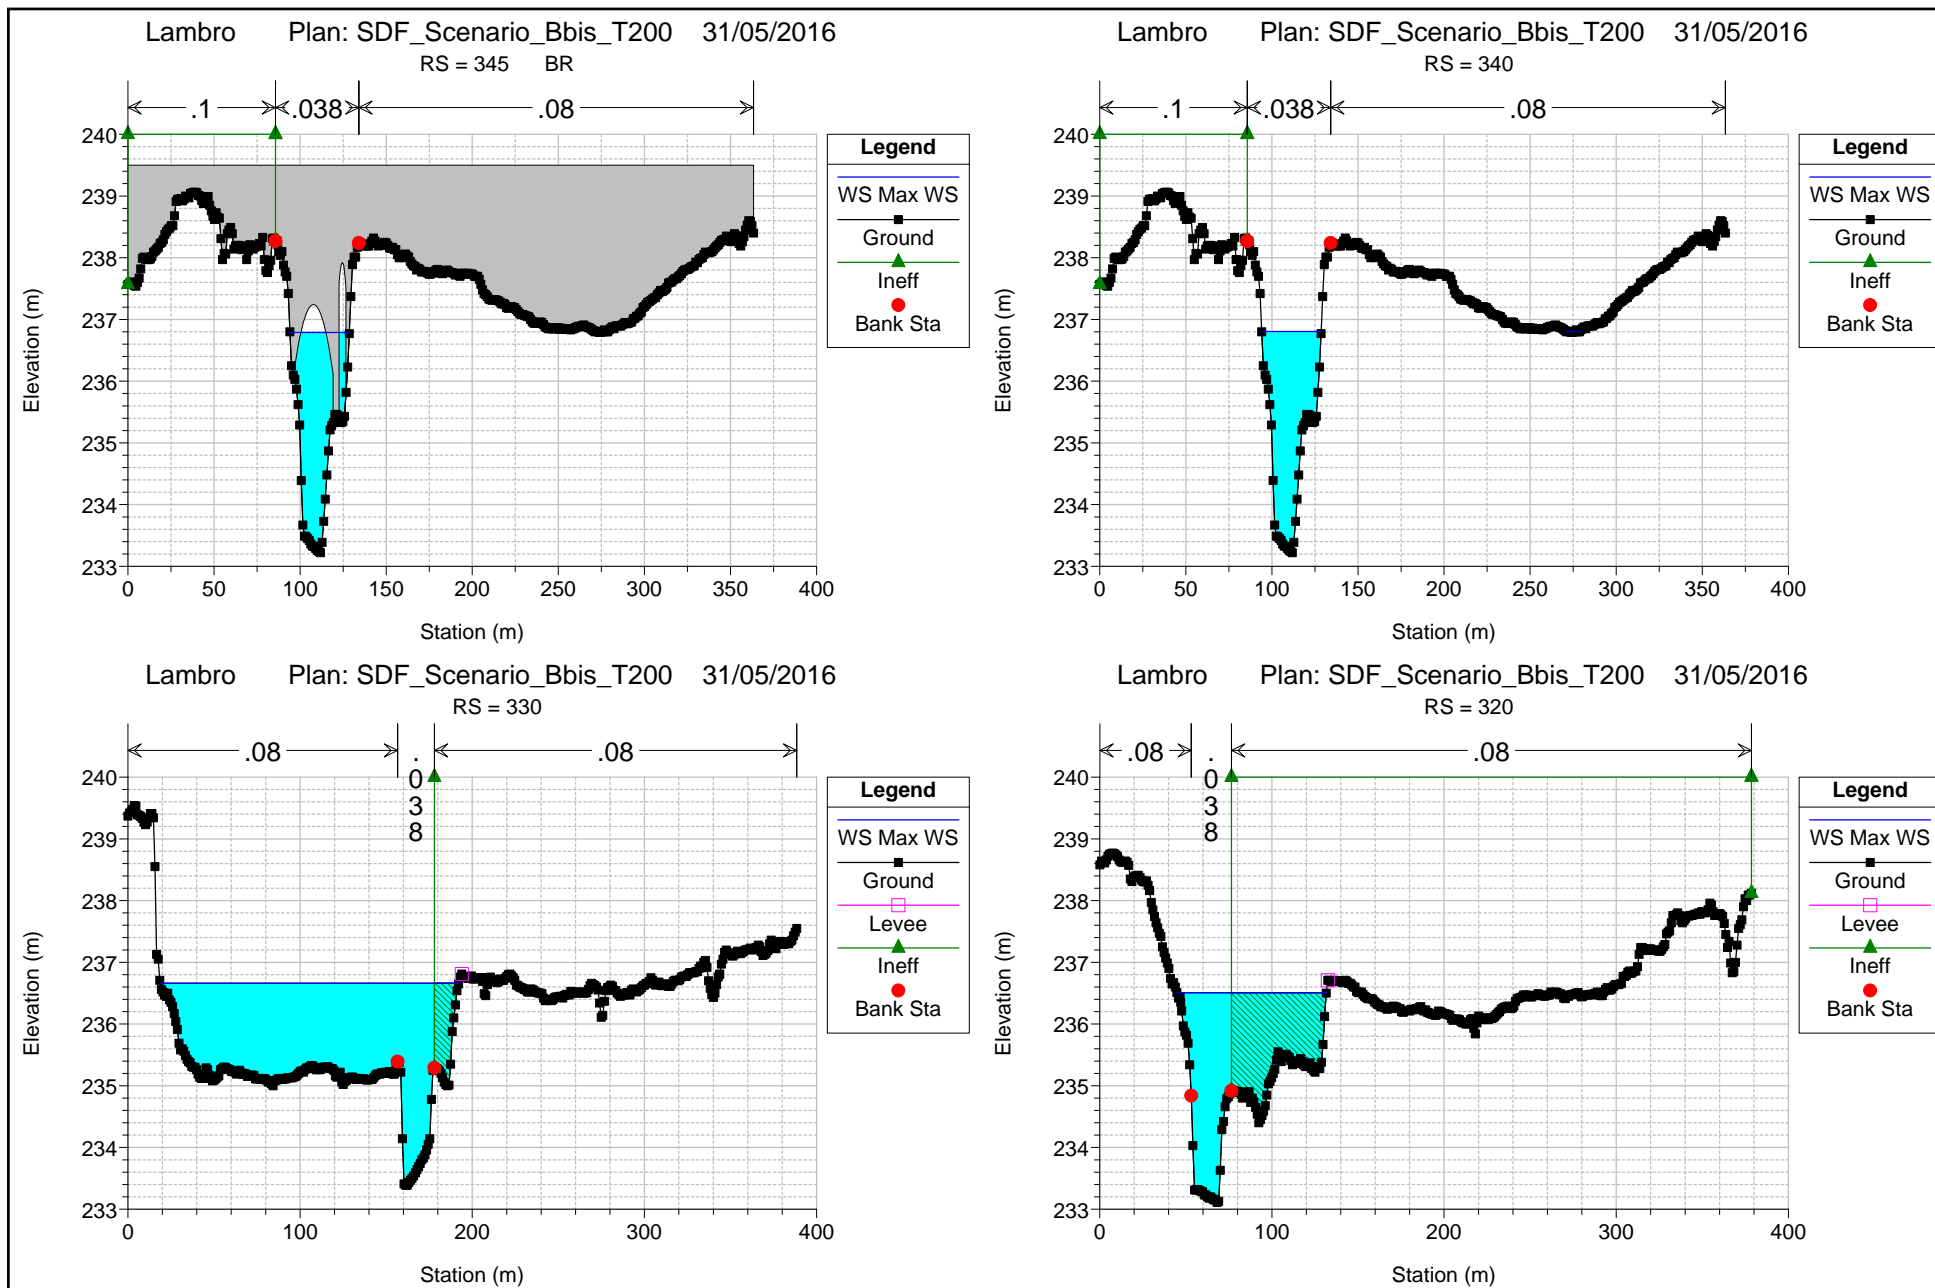 Lambro Plan: SDF_Scenario_Bbis_T200 31/05/2016
RS = 345 BR
.1 .038 .08
240
239
238
237
236
235
234
233
0 50 100 150 200 250 300 350 400
Station (m)
Elevation (m)
Legend
WS Max WS
Ground
Ineff
Bank Sta
Lambro Plan: SDF_Scenario_Bbis_T200 31/05/2016
RS = 340
.1 .038 .08
240
239
238
237
236
235
234
233
0 50 100 150 200 250 300 350 400
Station (m)
Elevation (m)
Legend
WS Max WS
Ground
Ineff
Bank Sta
Lambro Plan: SDF_Scenario_Bbis_T200 31/05/2016
RS = 330
.08 .038 .08
240
239
238
237
236
235
234
233
0 100 200 300 400
Station (m)
Elevation (m)
Legend
WS Max WS
Ground
Levee
Ineff
Bank Sta
Lambro Plan: SDF_Scenario_Bbis_T200 31/05/2016
RS = 320
.08 .038 .08
240
239
238
237
236
235
234
233
0 100 200 300 400
Station (m)
Elevation (m)
Legend
WS Max WS
Ground
Levee
Ineff
Bank Sta